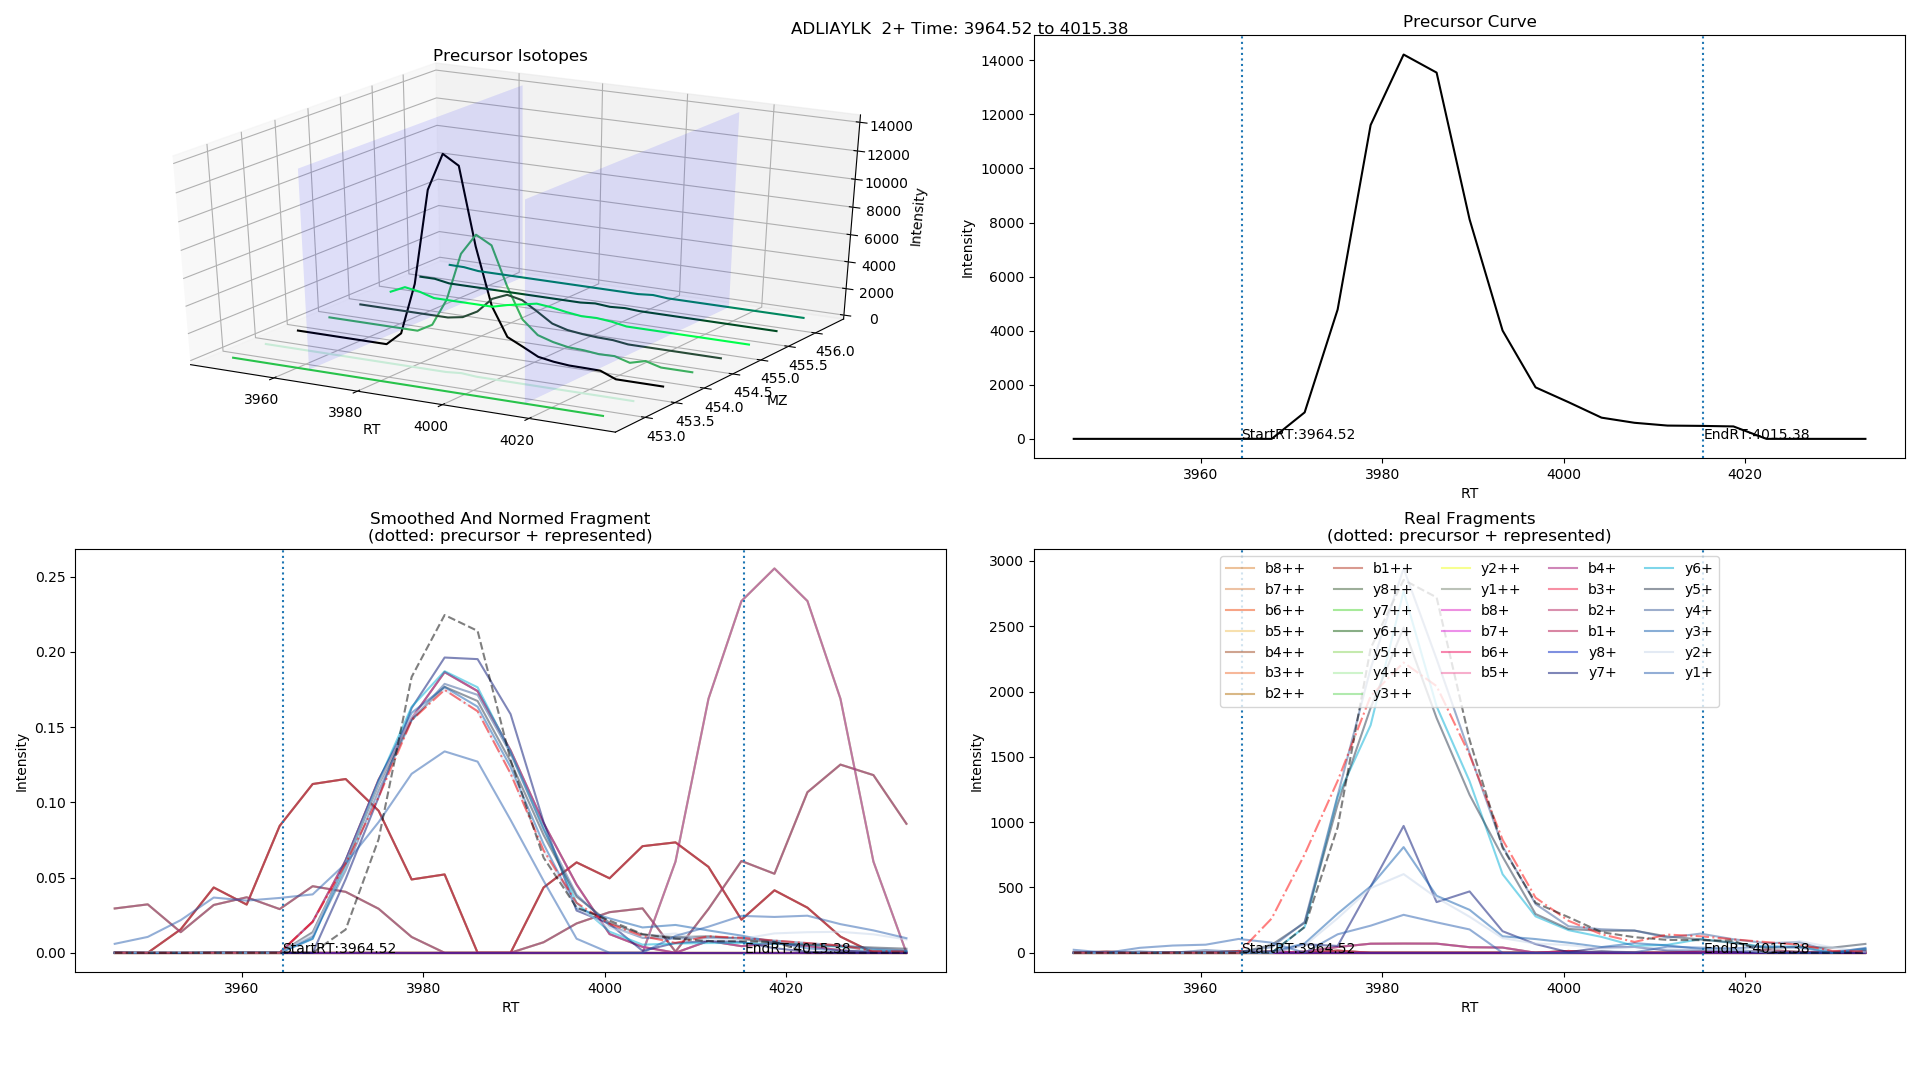 ADLIAYLK  2+ Time: 3964.52 to 4015.38
Precursor Isotopes
14000
12000
10000
8000
6000
4000
2000
0
Intensity
3960
3980
4000
4020
RT
453.0
453.5
454.0
454.5
455.0
455.5
456.0
MZ
Precursor Curve
14000
12000
10000
8000
6000
4000
2000
0
Intensity
StartRT:3964.52
EndRT:4015.38
3960
3980
4000
4020
RT
Smoothed And Normed Fragment
(dotted: precursor + represented)
0.25
0.20
0.15
0.10
0.05
0.00
Intensity
StartRT:3964.52
EndRT:4015.38
3960
3980
4000
4020
RT
Real Fragments
(dotted: precursor + represented)
3000
2500
2000
1500
1000
500
0
Intensity
b8++
b7++
b6++
b5++
b4++
b3++
b2++
b1++
y8++
y7++
y6++
y5++
y4++
y3++
y2++
y1++
b8+
b7+
b6+
b5+
b4+
b3+
b2+
b1+
y8+
y7+
y6+
y5+
y4+
y3+
y2+
y1+
StartRT:3964.52
EndRT:4015.38
3960
3980
4000
4020
RT